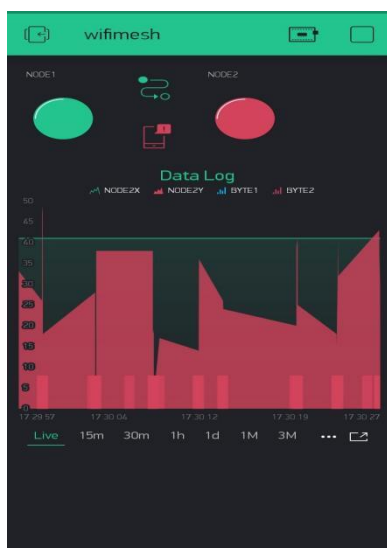 wifimesh
NODE1 NODE2
Data Log
NODE2X NODE2Y BYTE1 BYTE2
50
45
40
35
30
25
20
15
10
5
0
17:29:57 17:30:04 17:30:12 17:30:19 17:30:27
Live 15m 30m 1h 1d 1M 3M ...